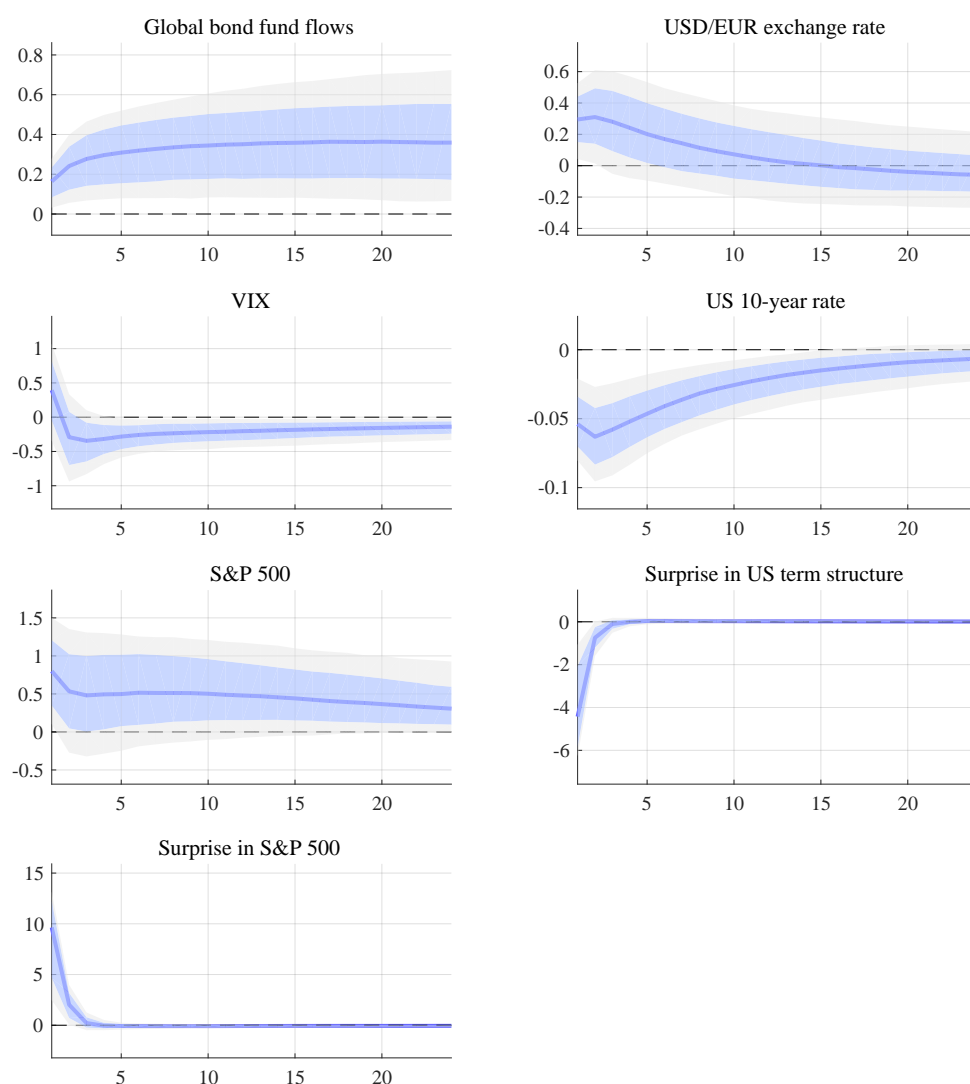 Global bond fund flows
0.8
0.6
0.4
0.2
0
5 10 15 20
USD/EUR exchange rate
0.6
0.4
0.2
0
-0.2
-0.4
5 10 15 20
VIX
1
0.5
0
-0.5
-1
5 10 15 20
US 10-year rate
0
-0.05
-0.1
5 10 15 20
S&P 500
1.5
1
0.5
0
-0.5
5 10 15 20
Surprise in US term structure
0
-2
-4
-6
5 10 15 20
Surprise in S&P 500
15
10
5
0
5 10 15 20